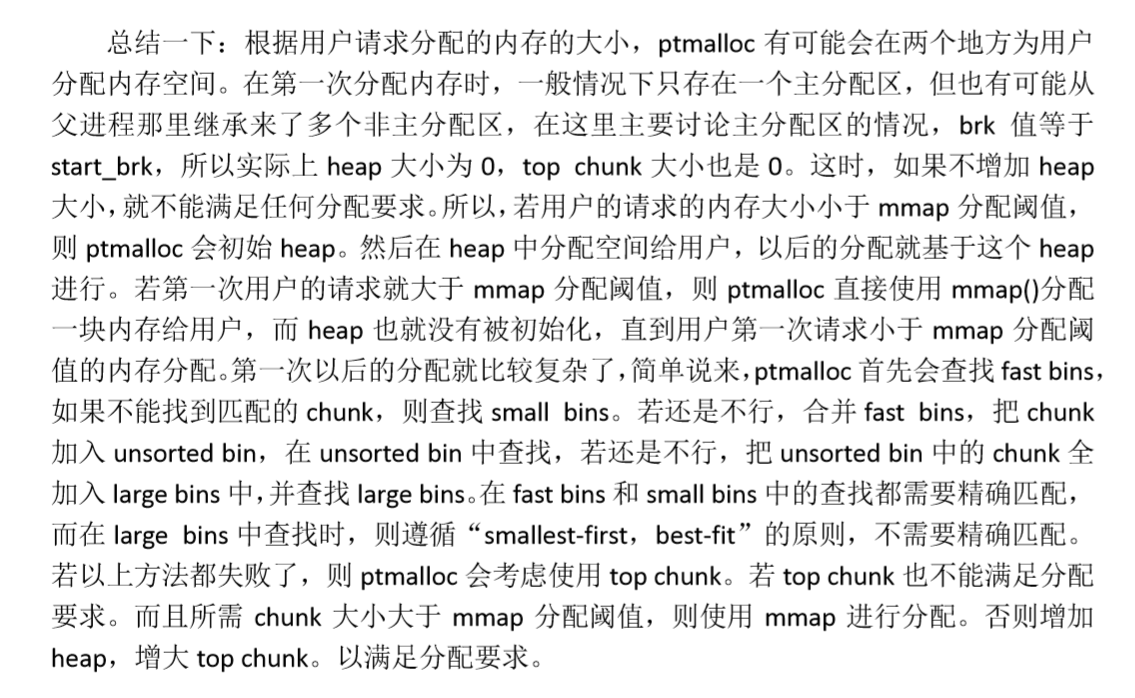 总结一下：根据用户请求分配的内存的大小，ptmalloc 有可能会在两个地方为用户
分配内存空间。在第一次分配内存时，一般情况下只存在一个主分配区，但也有可能从
父进程那里继承来了多个非主分配区，在这里主要讨论主分配区的情况，brk 值等于
start_brk，所以实际上 heap 大小为 0，top chunk 大小也是 0。这时，如果不增加 heap
大小，就不能满足任何分配要求。所以，若用户的请求的内存大小小于 mmap 分配阈值，
则 ptmalloc 会初始 heap。然后在 heap 中分配空间给用户，以后的分配就基于这个 heap
进行。若第一次用户的请求就大于 mmap 分配阈值，则 ptmalloc 直接使用 mmap()分配
一块内存给用户，而 heap 也就没有被初始化，直到用户第一次请求小于 mmap 分配阈
值的内存分配。第一次以后的分配就比较复杂了，简单说来，ptmalloc 首先会查找 fast bins，
如果不能找到匹配的 chunk，则查找 small bins。若还是不行，合并 fast bins，把 chunk
加入 unsorted bin，在 unsorted bin 中查找，若还是不行，把 unsorted bin 中的 chunk 全
加入 large bins 中，并查找 large bins。在 fast bins 和 small bins 中的查找都需要精确匹配，
而在 large bins 中查找时，则遵循“smallest-first，best-fit”的原则，不需要精确匹配。
若以上方法都失败了，则 ptmalloc 会考虑使用 top chunk。若 top chunk 也不能满足分配
要求。而且所需 chunk 大小大于 mmap 分配阈值，则使用 mmap 进行分配。否则增加
heap，增大 top chunk。以满足分配要求。